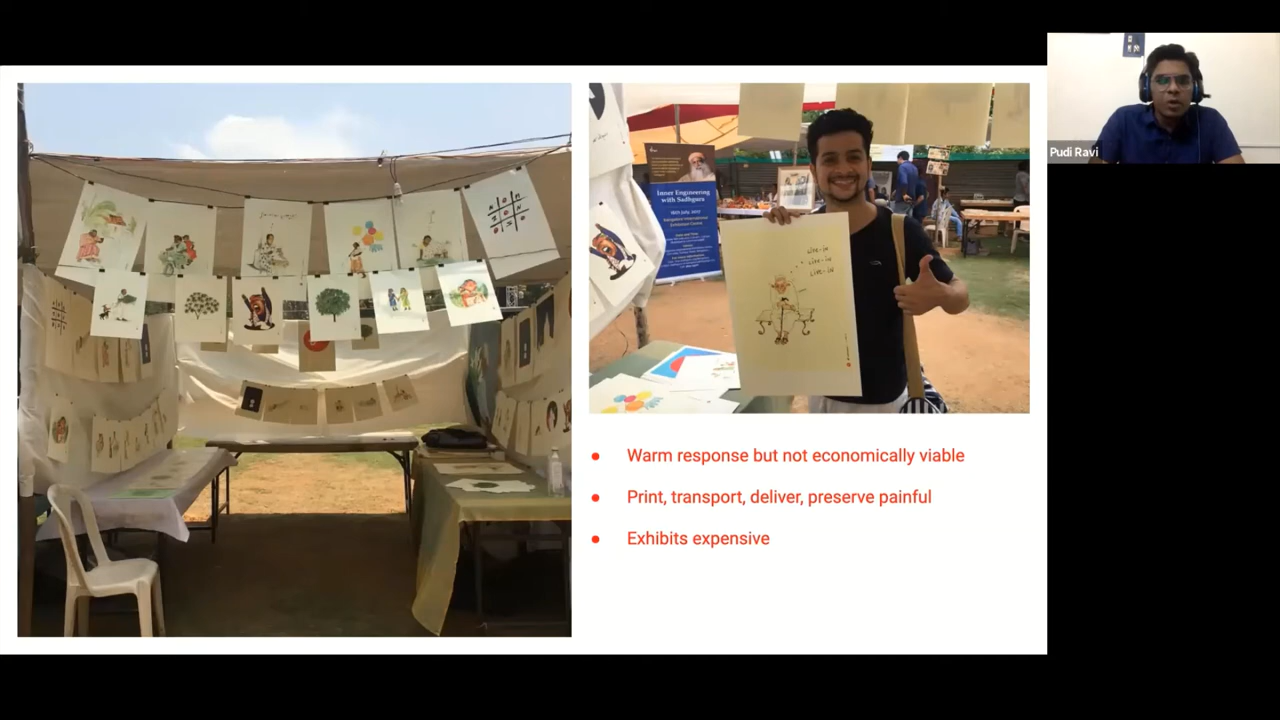 Inner Engineering
with Sadhguru
Warm response but not economically viable
Print, transport, deliver, preserve painful
Exhibits expensive
Pudi Ravi